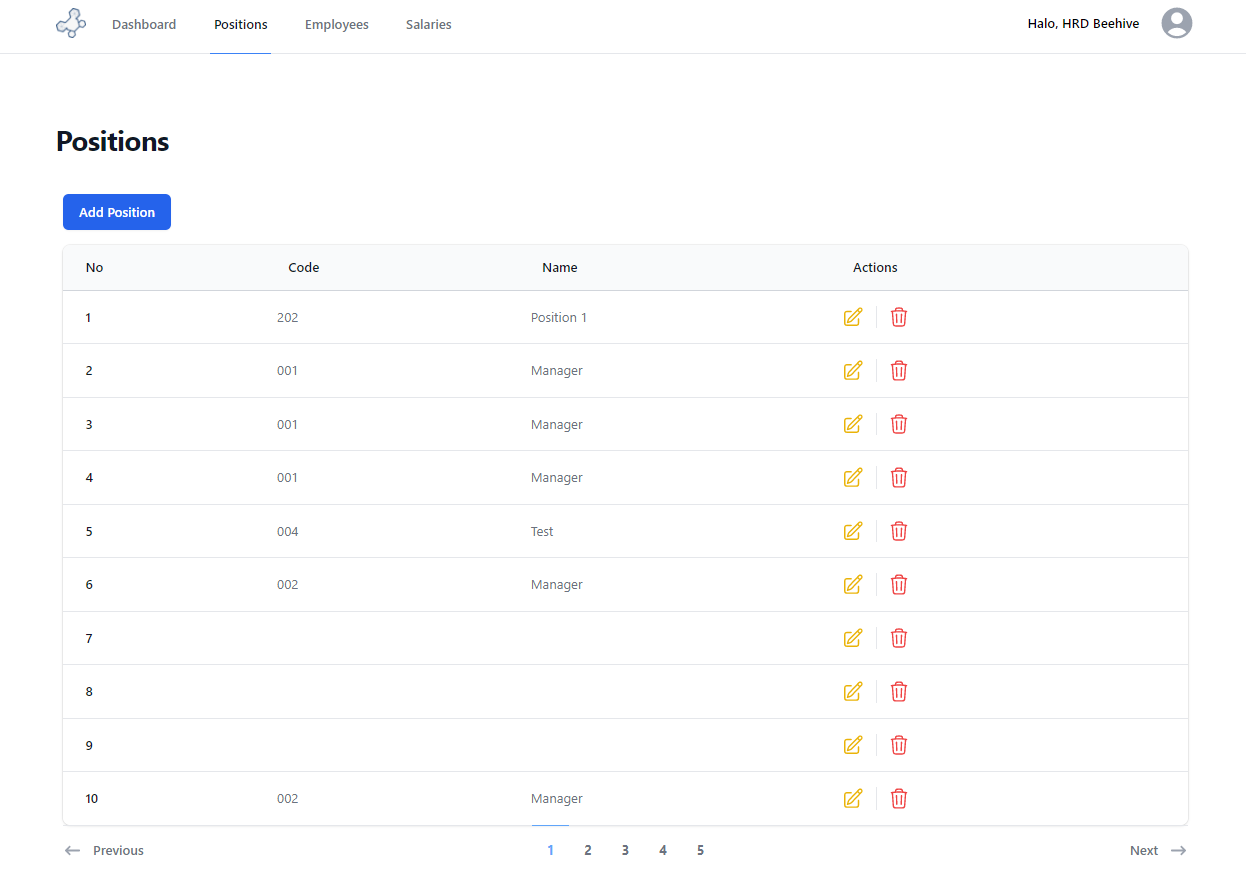 Dashboard Positions Employees Salaries Halo, HRD Beehive
Positions
Add Position
No Code Name Actions
1 202 Position 1
2 001 Manager
3 001 Manager
4 001 Manager
5 004 Test
6 002 Manager
7
8
9
10 002 Manager
Previous 1 2 3 4 5 Next